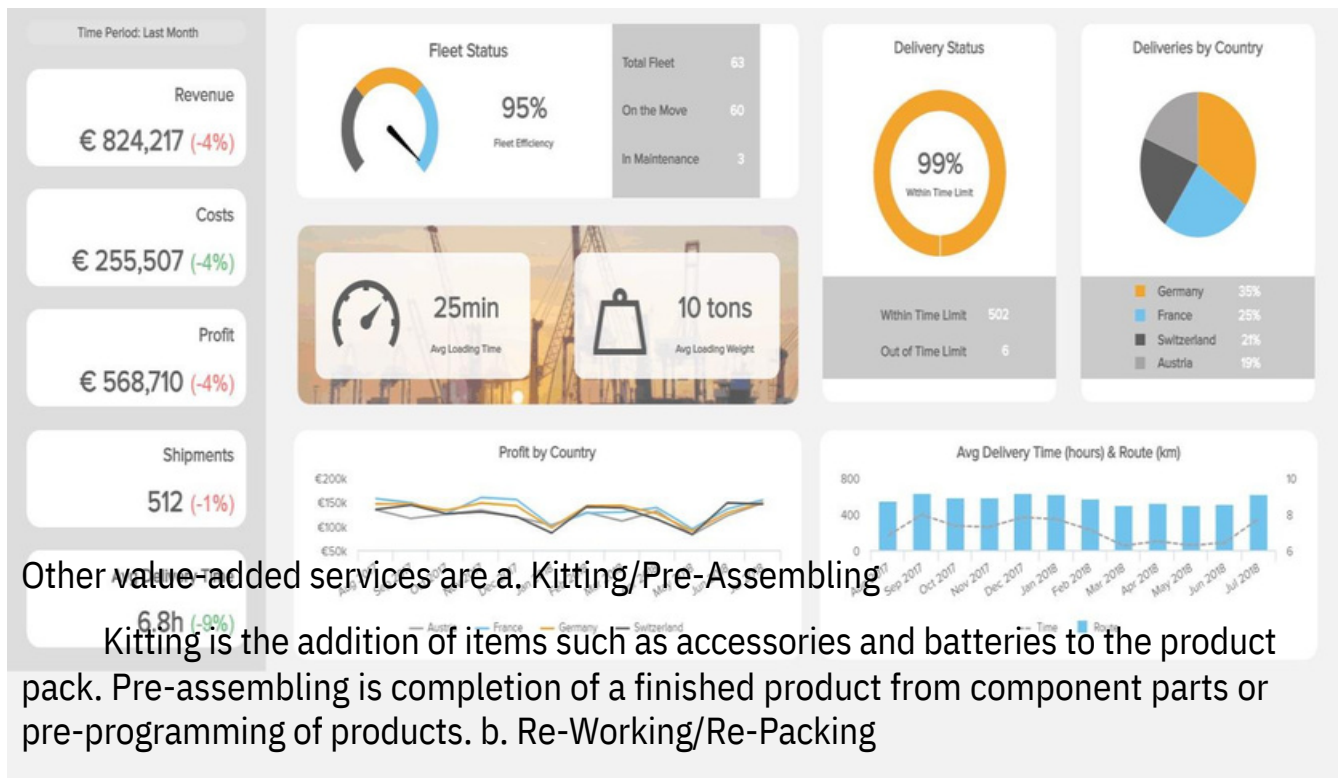 Time Period: Last Month
Revenue
€ 824,217 (-4%)
Costs
€ 255,507 (-4%)
Profit
€ 568,710 (-4%)
Shipments
512 (-1%)
Avg Delivery Time
6.8h (-9%)
Fleet Status
95%
Fleet Efficiency
Total Fleet 63
On the Move 60
In Maintenance 3
25min
Avg Loading Time
10 tons
Avg Loading Weight
Delivery Status
99%
Within Time Limit
Within Time Limit 502
Out of Time Limit 6
Deliveries by Country
Germany 35%
France 25%
Switzerland 21%
Austria 19%
Profit by Country
€200k
€150k
€100k
€50k
Austria France Germany Switzerland
Avg Delivery Time (hours) & Route (km)
800 10
400 8
0 6
Sep 2017 Oct 2017 Nov 2017 Dec 2017 Jan 2018 Feb 2018 Mar 2018 Apr 2018 May 2018 Jun 2018 Jul 2018
Time Route
Other value-added services are a. Kitting/Pre-Assembling
Kitting is the addition of items such as accessories and batteries to the product
pack. Pre-assembling is completion of a finished product from component parts or
pre-programming of products. b. Re-Working/Re-Packing